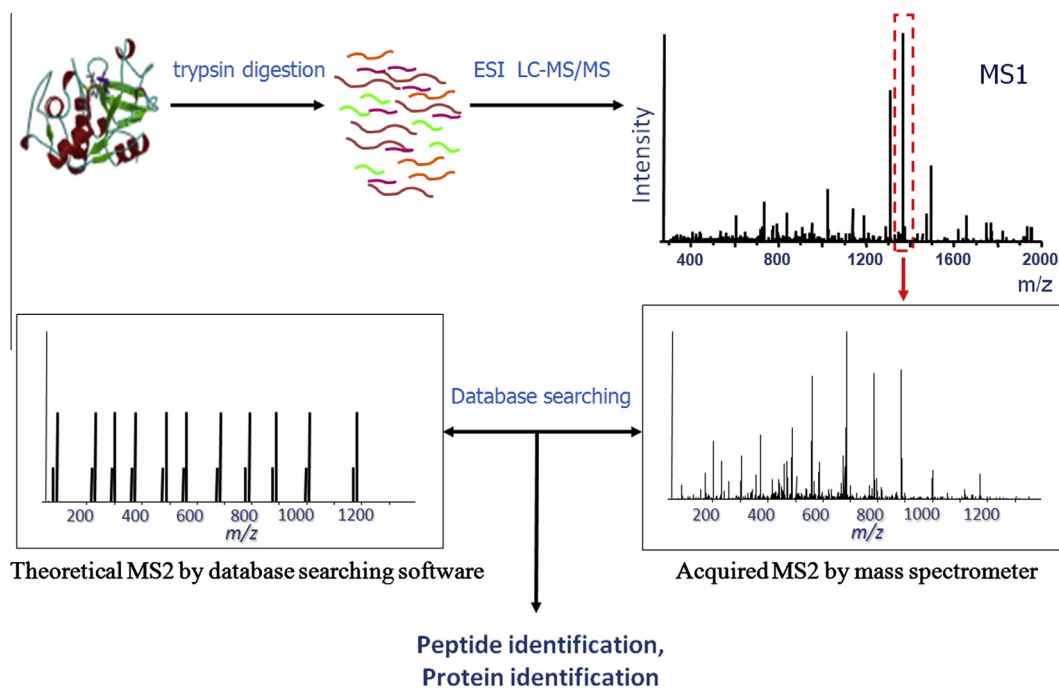 trypsin digestion
ESI LC-MS/MS
MS1
Intensity
400 800 1200 1600 2000
m/z
Database searching
200 400 600 800 1000 1200
m/z
200 400 600 800 1000 1200
m/z
Theoretical MS2 by database searching software
Acquired MS2 by mass spectrometer
Peptide identification,
Protein identification